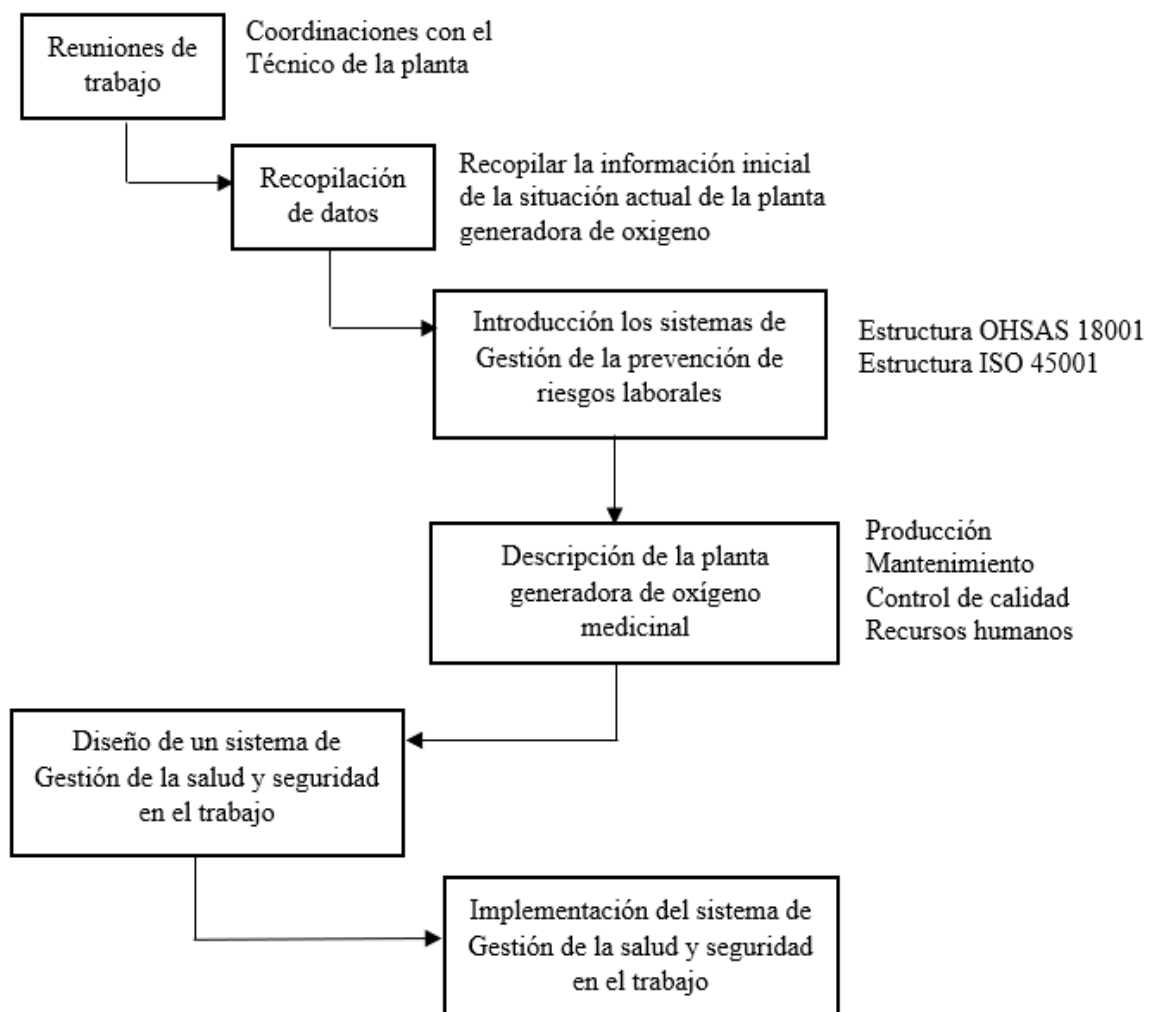 Reuniones de
trabajo
Coordinaciones con el
Técnico de la planta
Recopilación
de datos
Recopilar la información inicial
de la situación actual de la planta
generadora de oxigeno
Introducción los sistemas de
Gestión de la prevención de
riesgos laborales
Estructura OHSAS 18001
Estructura ISO 45001
Descripción de la planta
generadora de oxígeno
medicinal
Producción
Mantenimiento
Control de calidad
Recursos humanos
Diseño de un sistema de
Gestión de la salud y seguridad
en el trabajo
Implementación del sistema de
Gestión de la salud y seguridad
en el trabajo